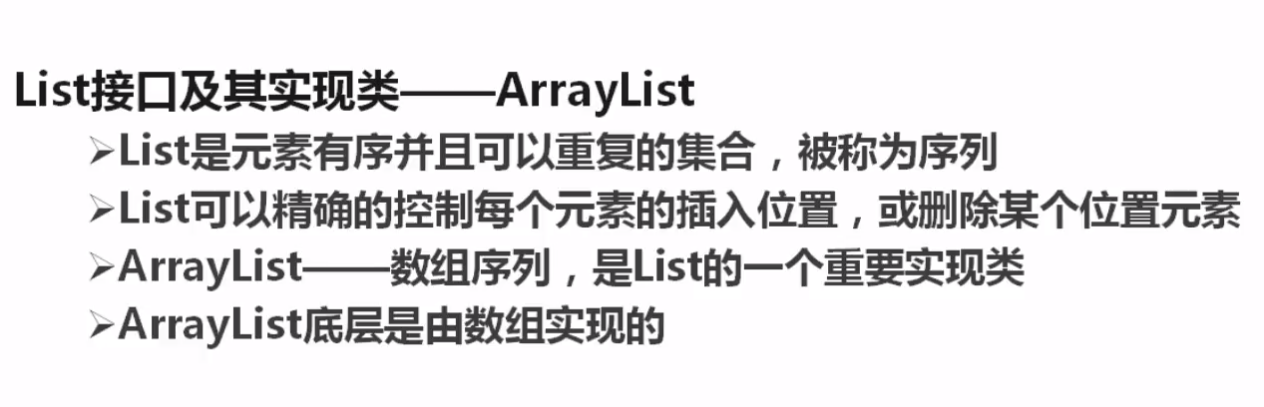 List接口及其实现类——ArrayList
➢List是元素有序并且可以重复的集合，被称为序列
➢List可以精确的控制每个元素的插入位置，或删除某个位置元素
➢ArrayList——数组序列，是List的一个重要实现类
➢ArrayList底层是由数组实现的